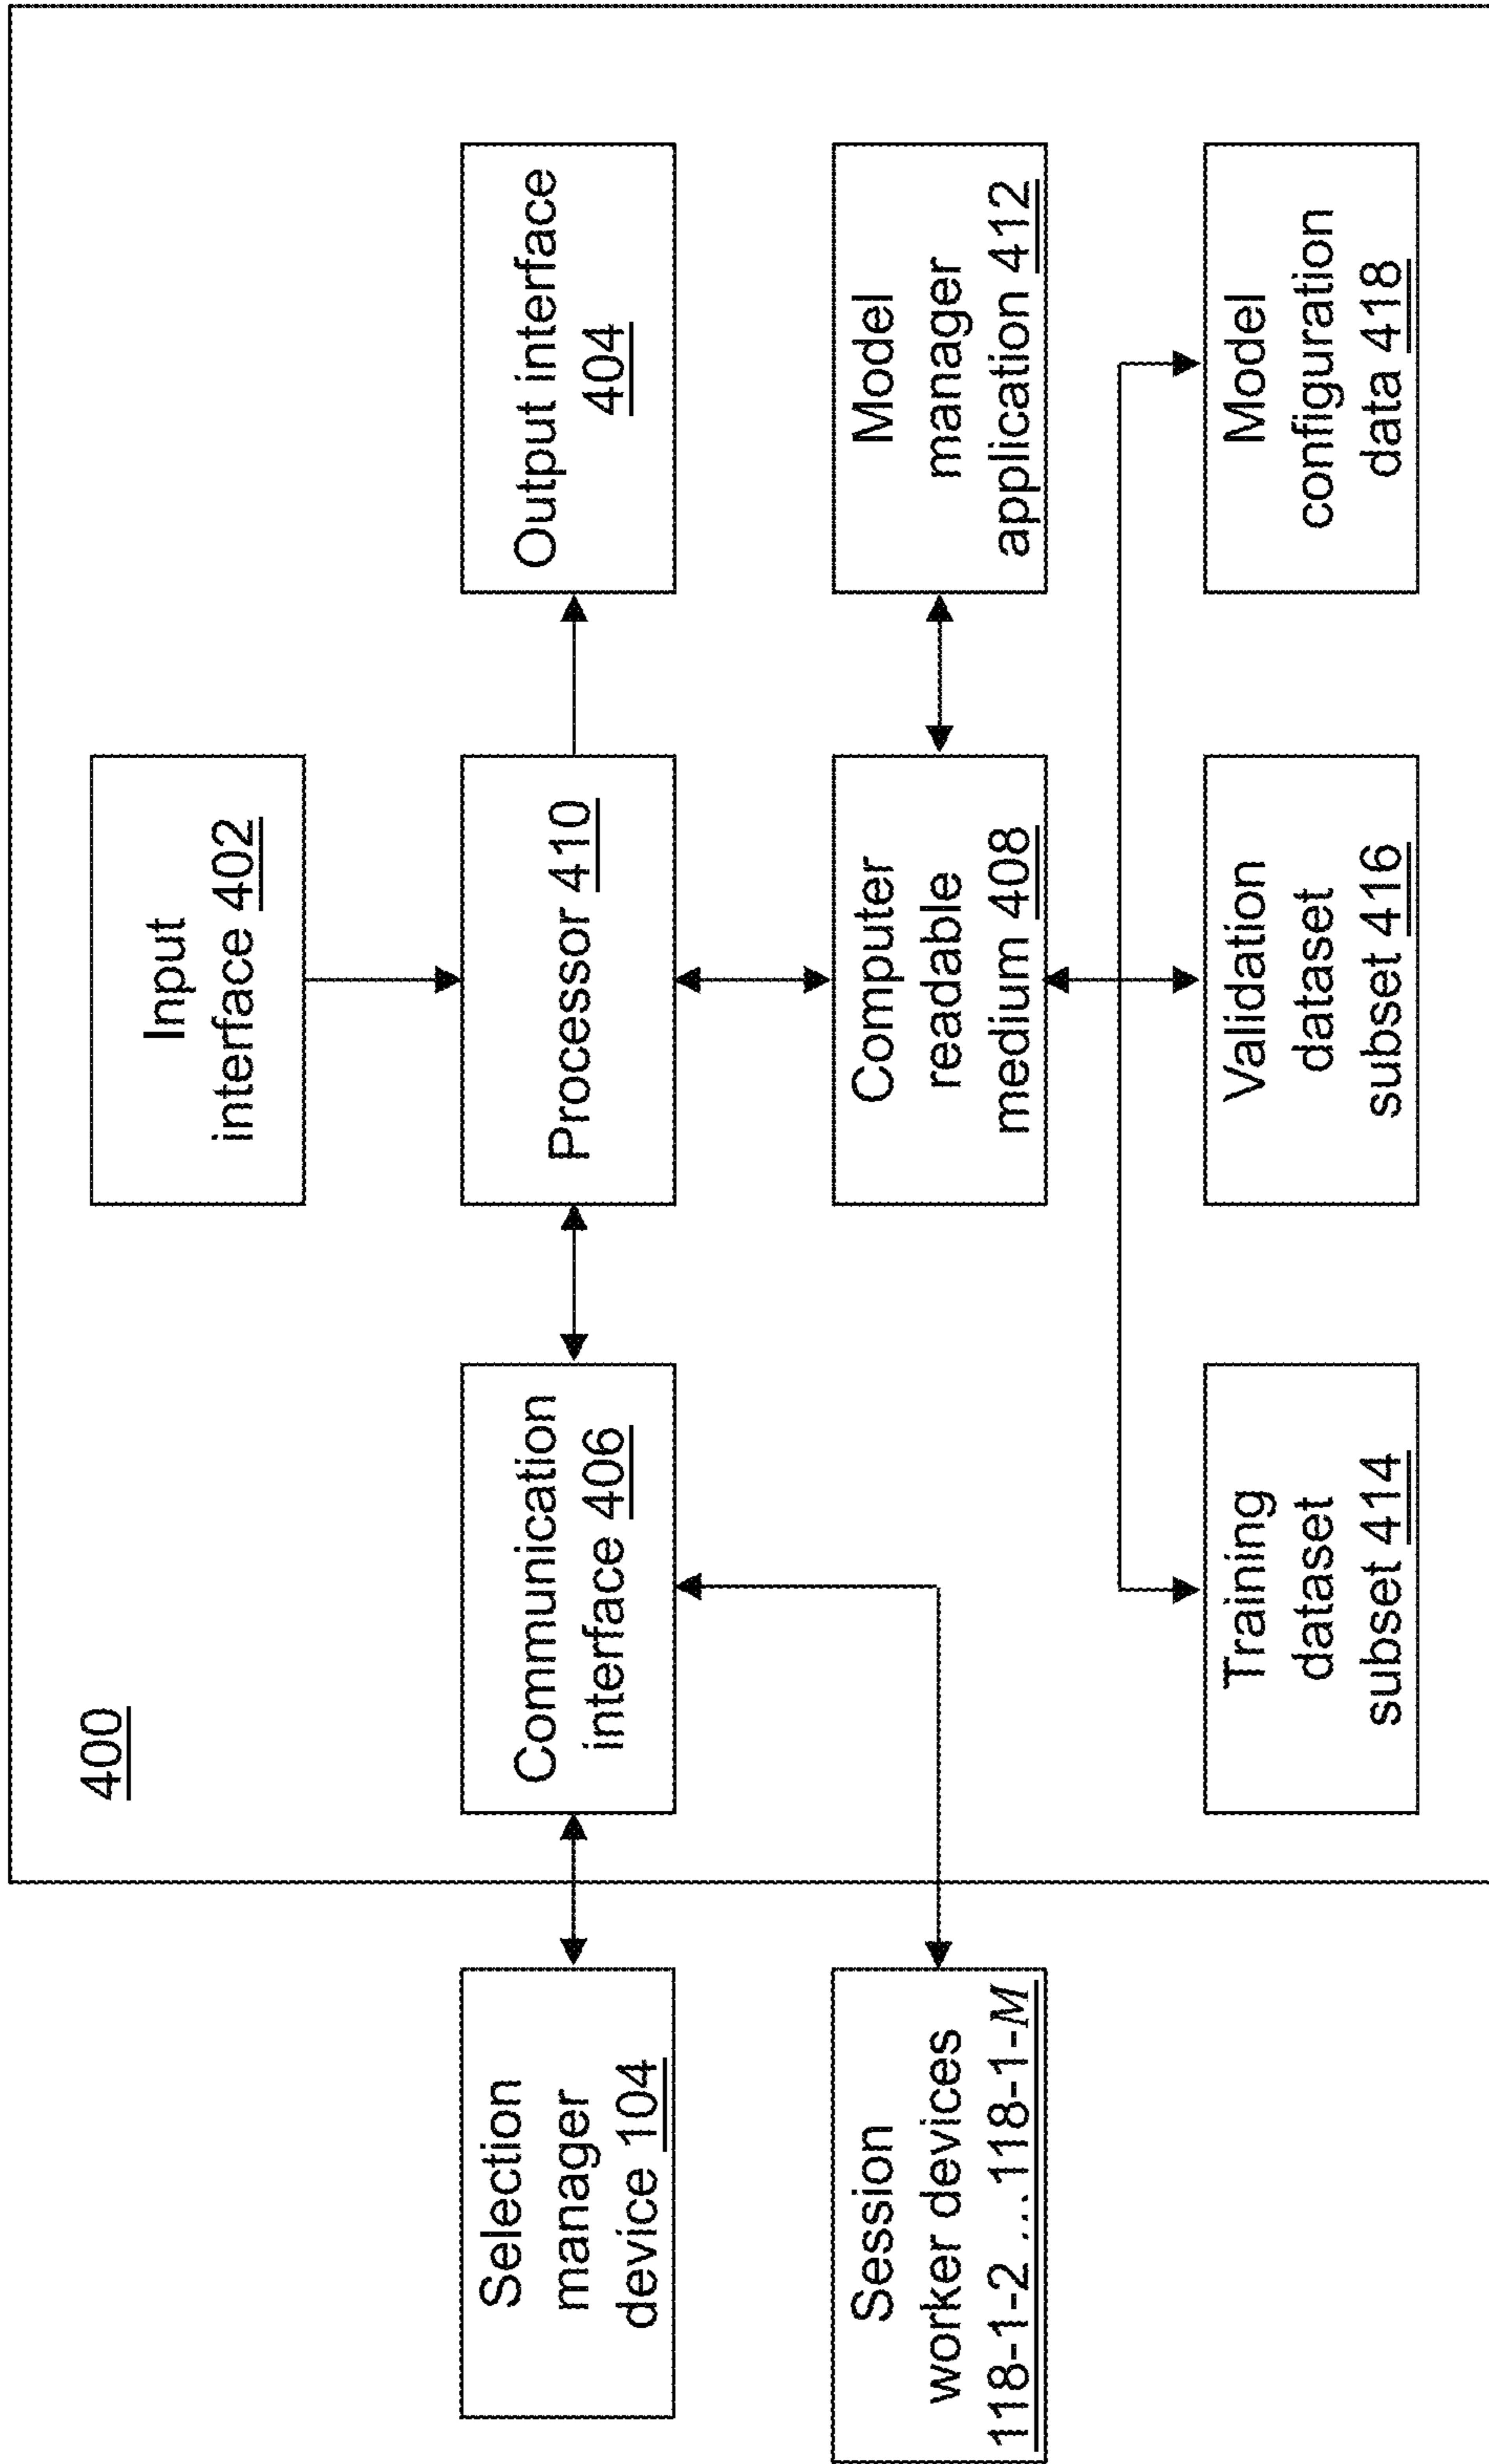 400
Input
interface 402
Selection
manager
device 104
Communication
interface 406
Processor 410
Output interface
404
Session
worker devices
118-1-2 ...118-1-M
Computer
readable
medium 408
Model
manager
application 412
Training
dataset
subset 414
Validation
dataset
subset 416
Model
configuration
data 418